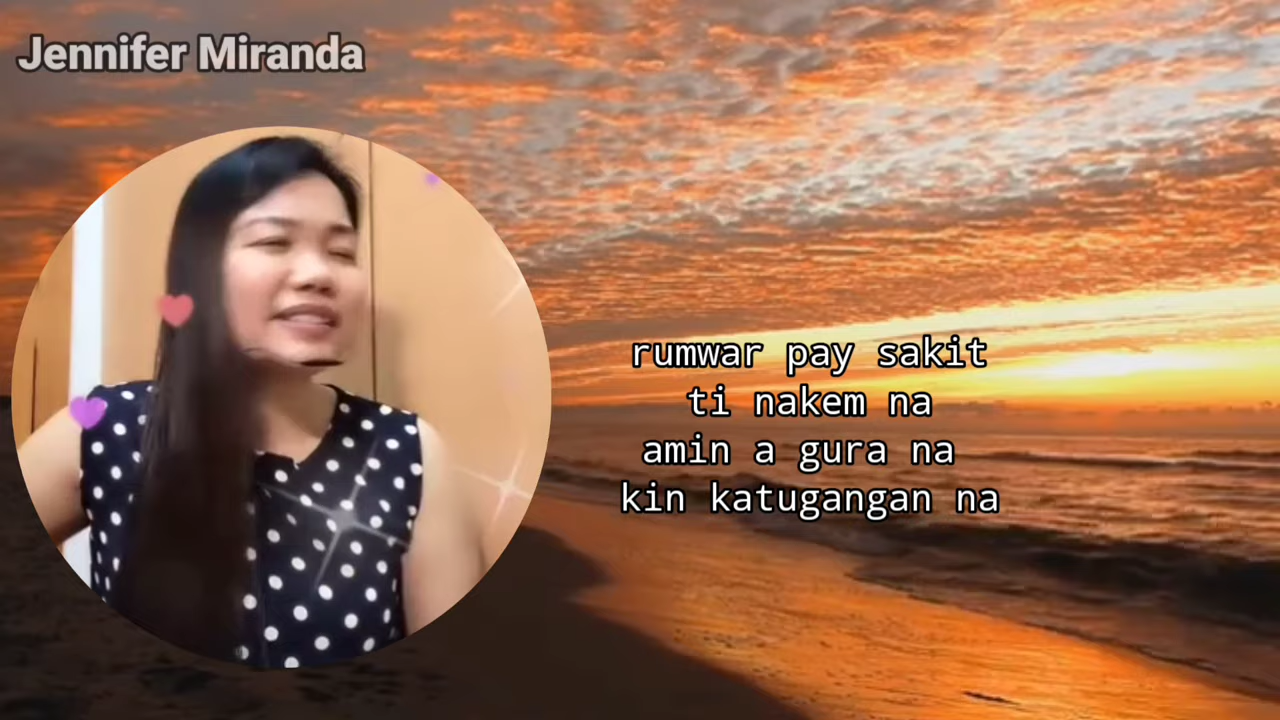 Jennifer Miranda
rumwar pay sakit
ti nakem na
amin a gura na
kin katugangan na